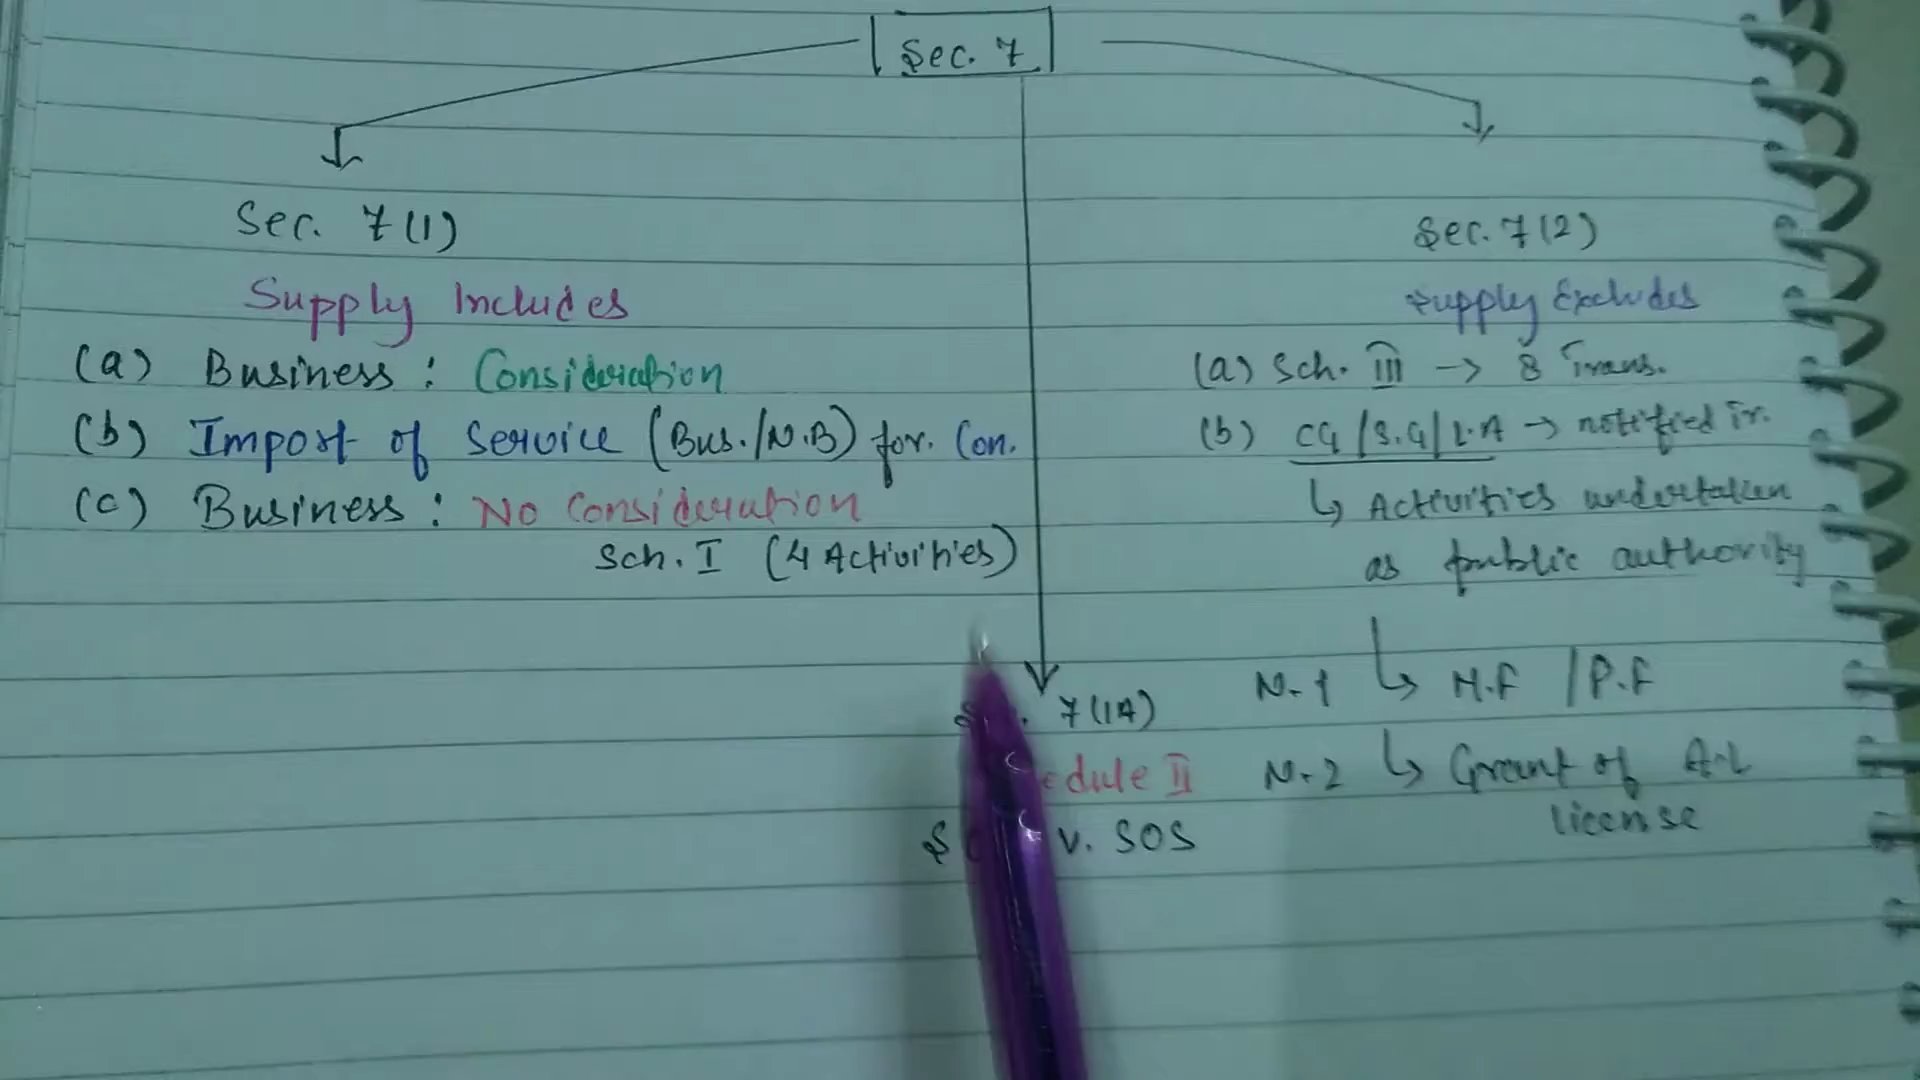 Sec. 7
Sec. 7(1)
Supply Includes
(a) Business : Consideration
(b) Import of Service (Bus./N.B) for. Con.
(c) Business : No Consideration
Sch. I (4 Activities)
7(1A)
II
v. SOS
Sec. 7(2)
Supply Excludes
(a) Sch. III → 8 Trans.
(b) CG/S.G/L.A → notified Tr.
↳ Activities undertaken
as public authority
N.1 ↳ M.F /P.F
N.2 ↳ Grant of A.L
license